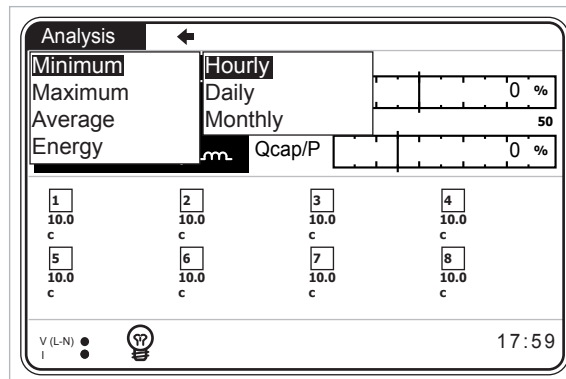 Analysis
Minimum Hourly
Maximum Daily 0 %
Average Monthly 50
Energy Qcap/P 0 %
1 2 3 4
10.0 10.0 10.0 10.0
c c c c
5 6 7 8
10.0 10.0 10.0 10.0
c c c c
V (L-N)
I 17:59